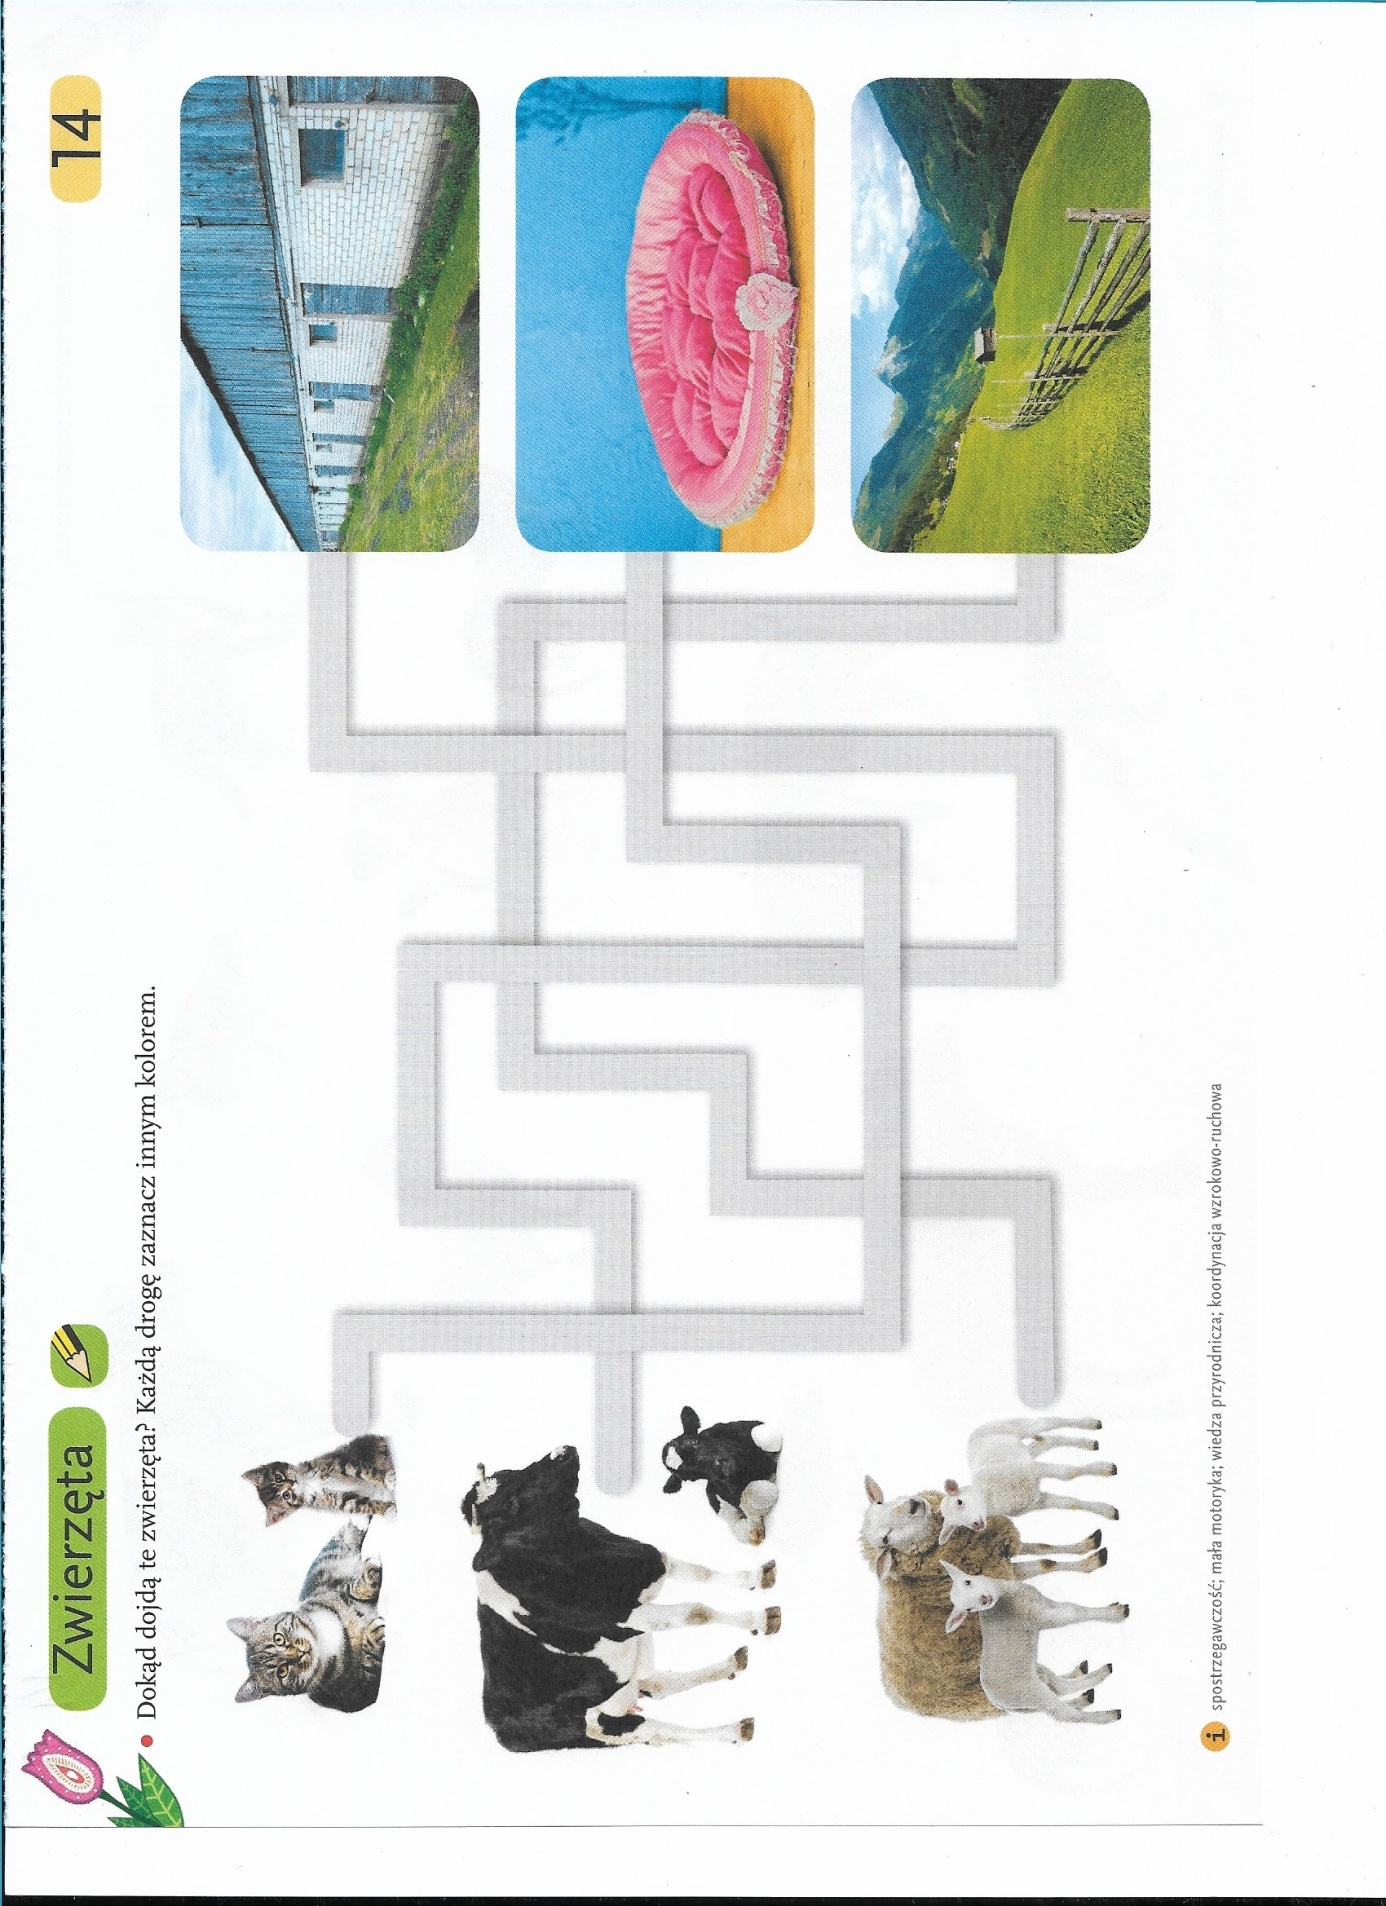 Zwierzęta
14
• Dokąd dojdą te zwierzęta? Każdą drogę zaznacz innym kolorem.
i spostrzegawczość; mała motoryka; wiedza przyrodnicza; koordynacja wzrokowo-ruchowa